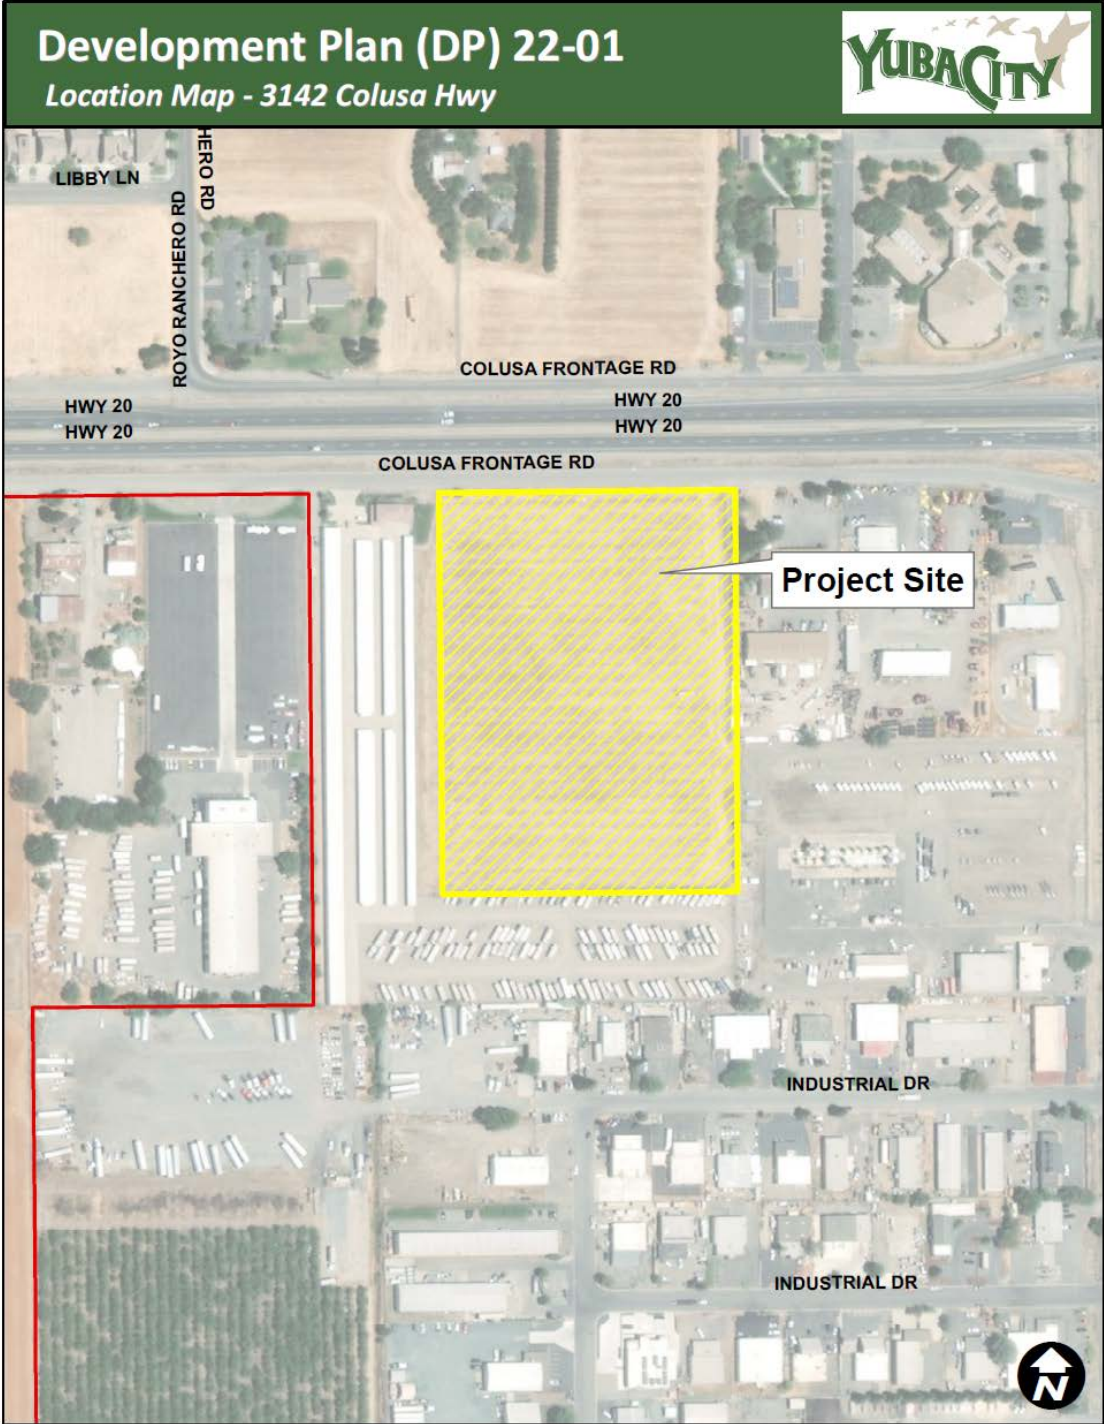 Development Plan (DP) 22-01
Location Map - 3142 Colusa Hwy
YUBA CITY
HERO RD
LIBBY LN
ROYO RANCHERO RD
COLUSA FRONTAGE RD
HWY 20
HWY 20
HWY 20
HWY 20
COLUSA FRONTAGE RD
Project Site
INDUSTRIAL DR
INDUSTRIAL DR
N